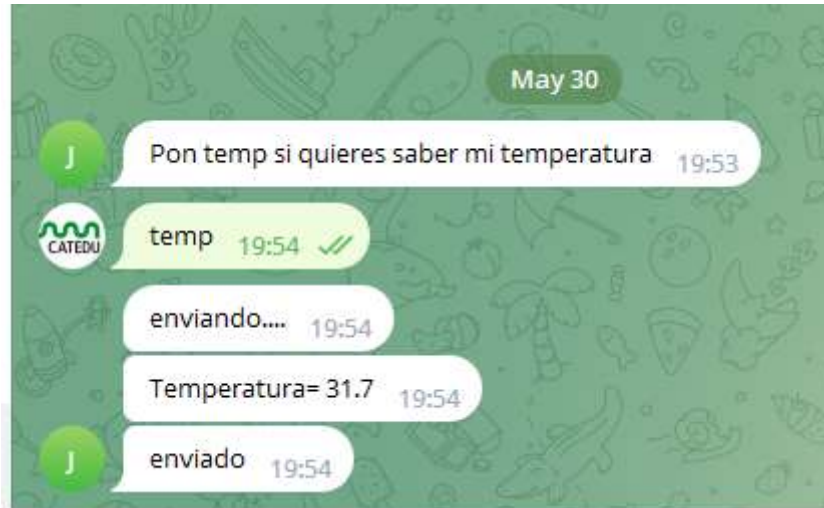 May 30
J
Pon temp si quieres saber mi temperatura 19:53
CATEDU
temp 19:54
enviando.... 19:54
Temperatura= 31.7 19:54
J
enviado 19:54